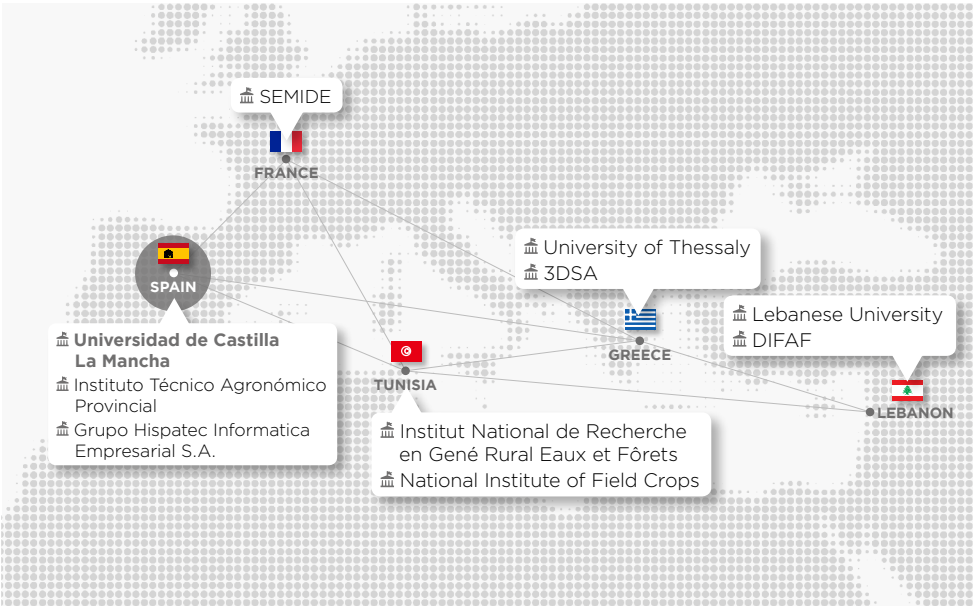 SEMIDE
FRANCE
SPAIN
Universidad de Castilla
La Mancha
Instituto Técnico Agronómico
Provincial
Grupo Hispatec Informatica
Empresarial S.A.
University of Thessaly
3DSA
GREECE
TUNISIA
Institut National de Recherche
en Gené Rural Eaux et Fôrets
National Institute of Field Crops
Lebanese University
DIFAF
LEBANON